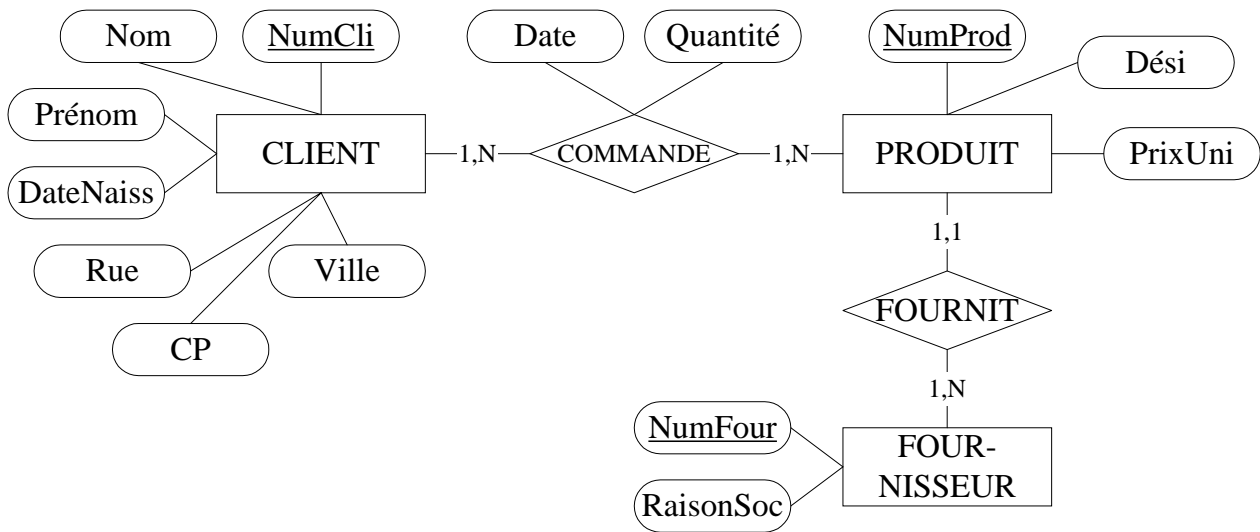 Nom
NumCli
Date
Quantité
NumProd
Dési
Prénom
CLIENT
1,N
COMMANDE
1,N
PRODUIT
PrixUni
DateNaiss
1,1
Rue
Ville
FOURNIT
CP
1,N
NumFour
FOUR-
NISSEUR
RaisonSoc